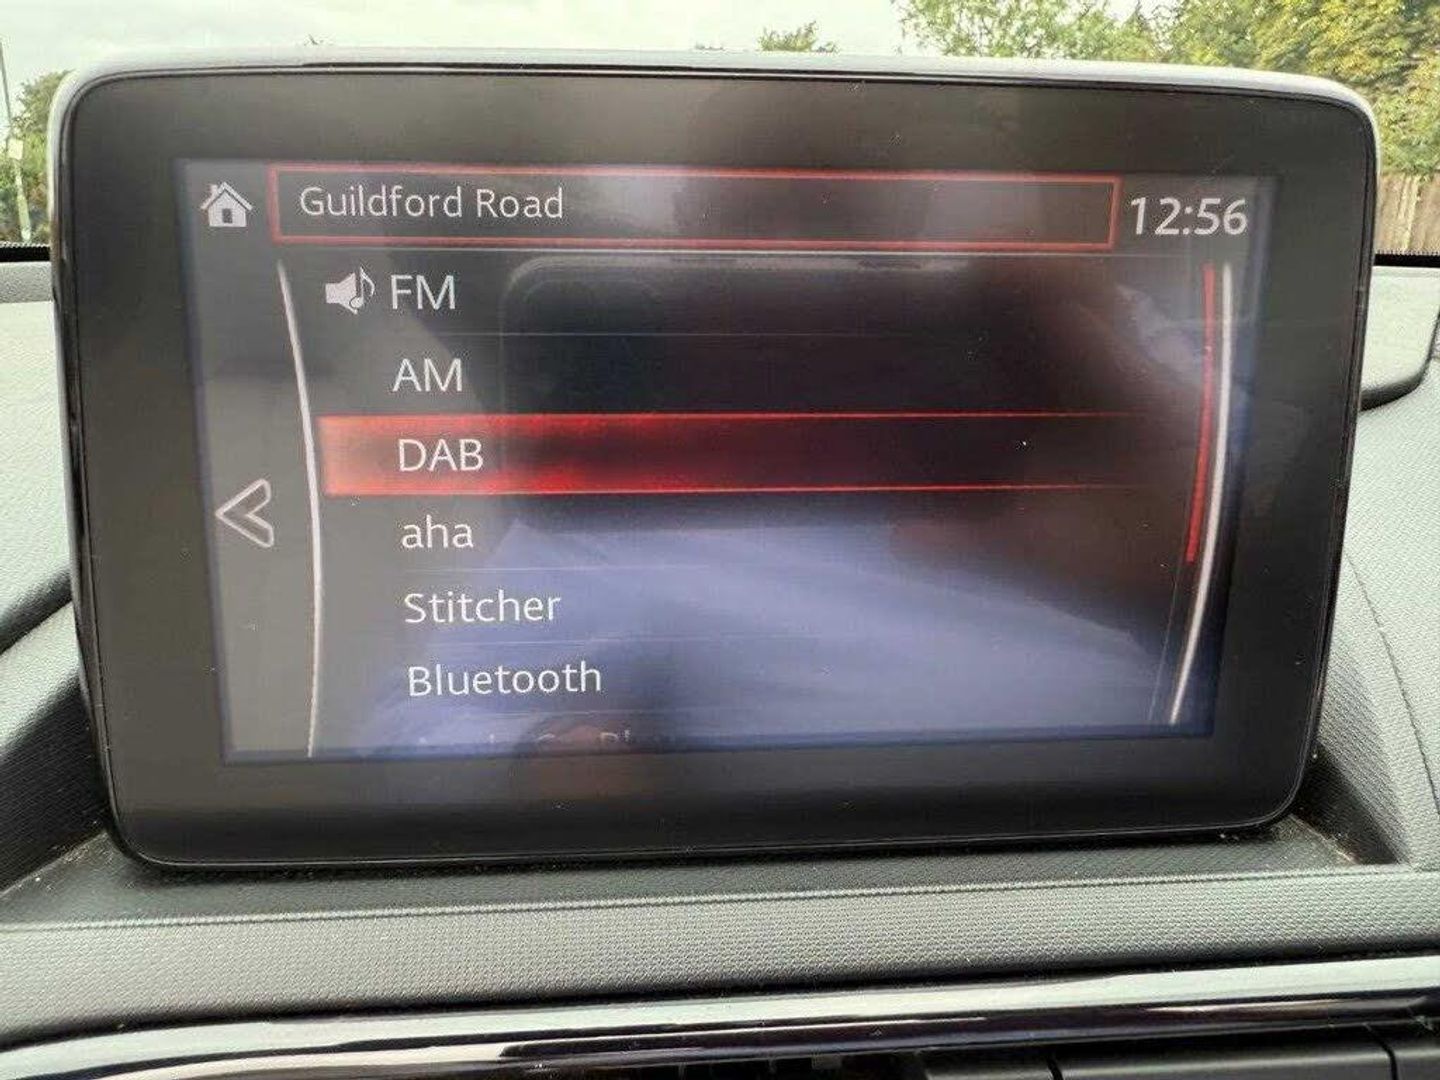 Guildford Road
12:56
FM
AM
DAB
aha
Stitcher
Bluetooth